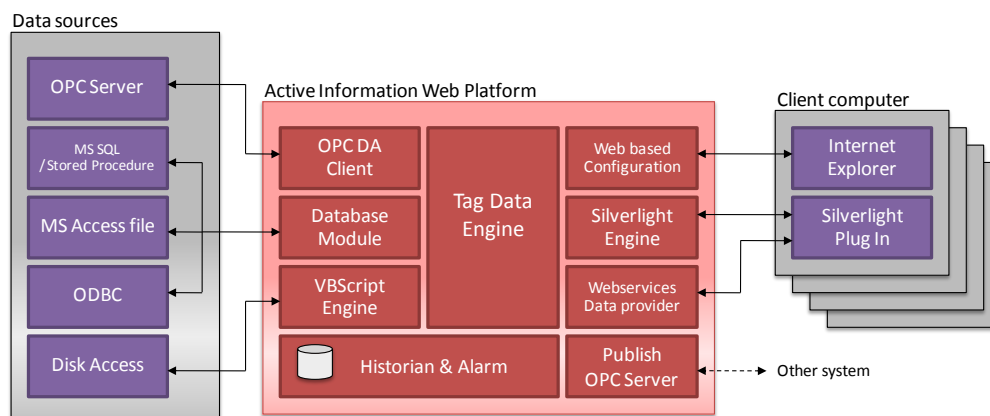 Data sources
OPC Server
MS SQL
/Stored Procedure
MS Access file
ODBC
Disk Access
Active Information Web Platform
OPC DA
Client
Database
Module
VBScript
Engine
Tag Data
Engine
Historian & Alarm
Web based
Configuration
Silverlight
Engine
Webservices
Data provider
Publish
OPC Server
Client computer
Internet
Explorer
Silverlight
Plug In
Other system